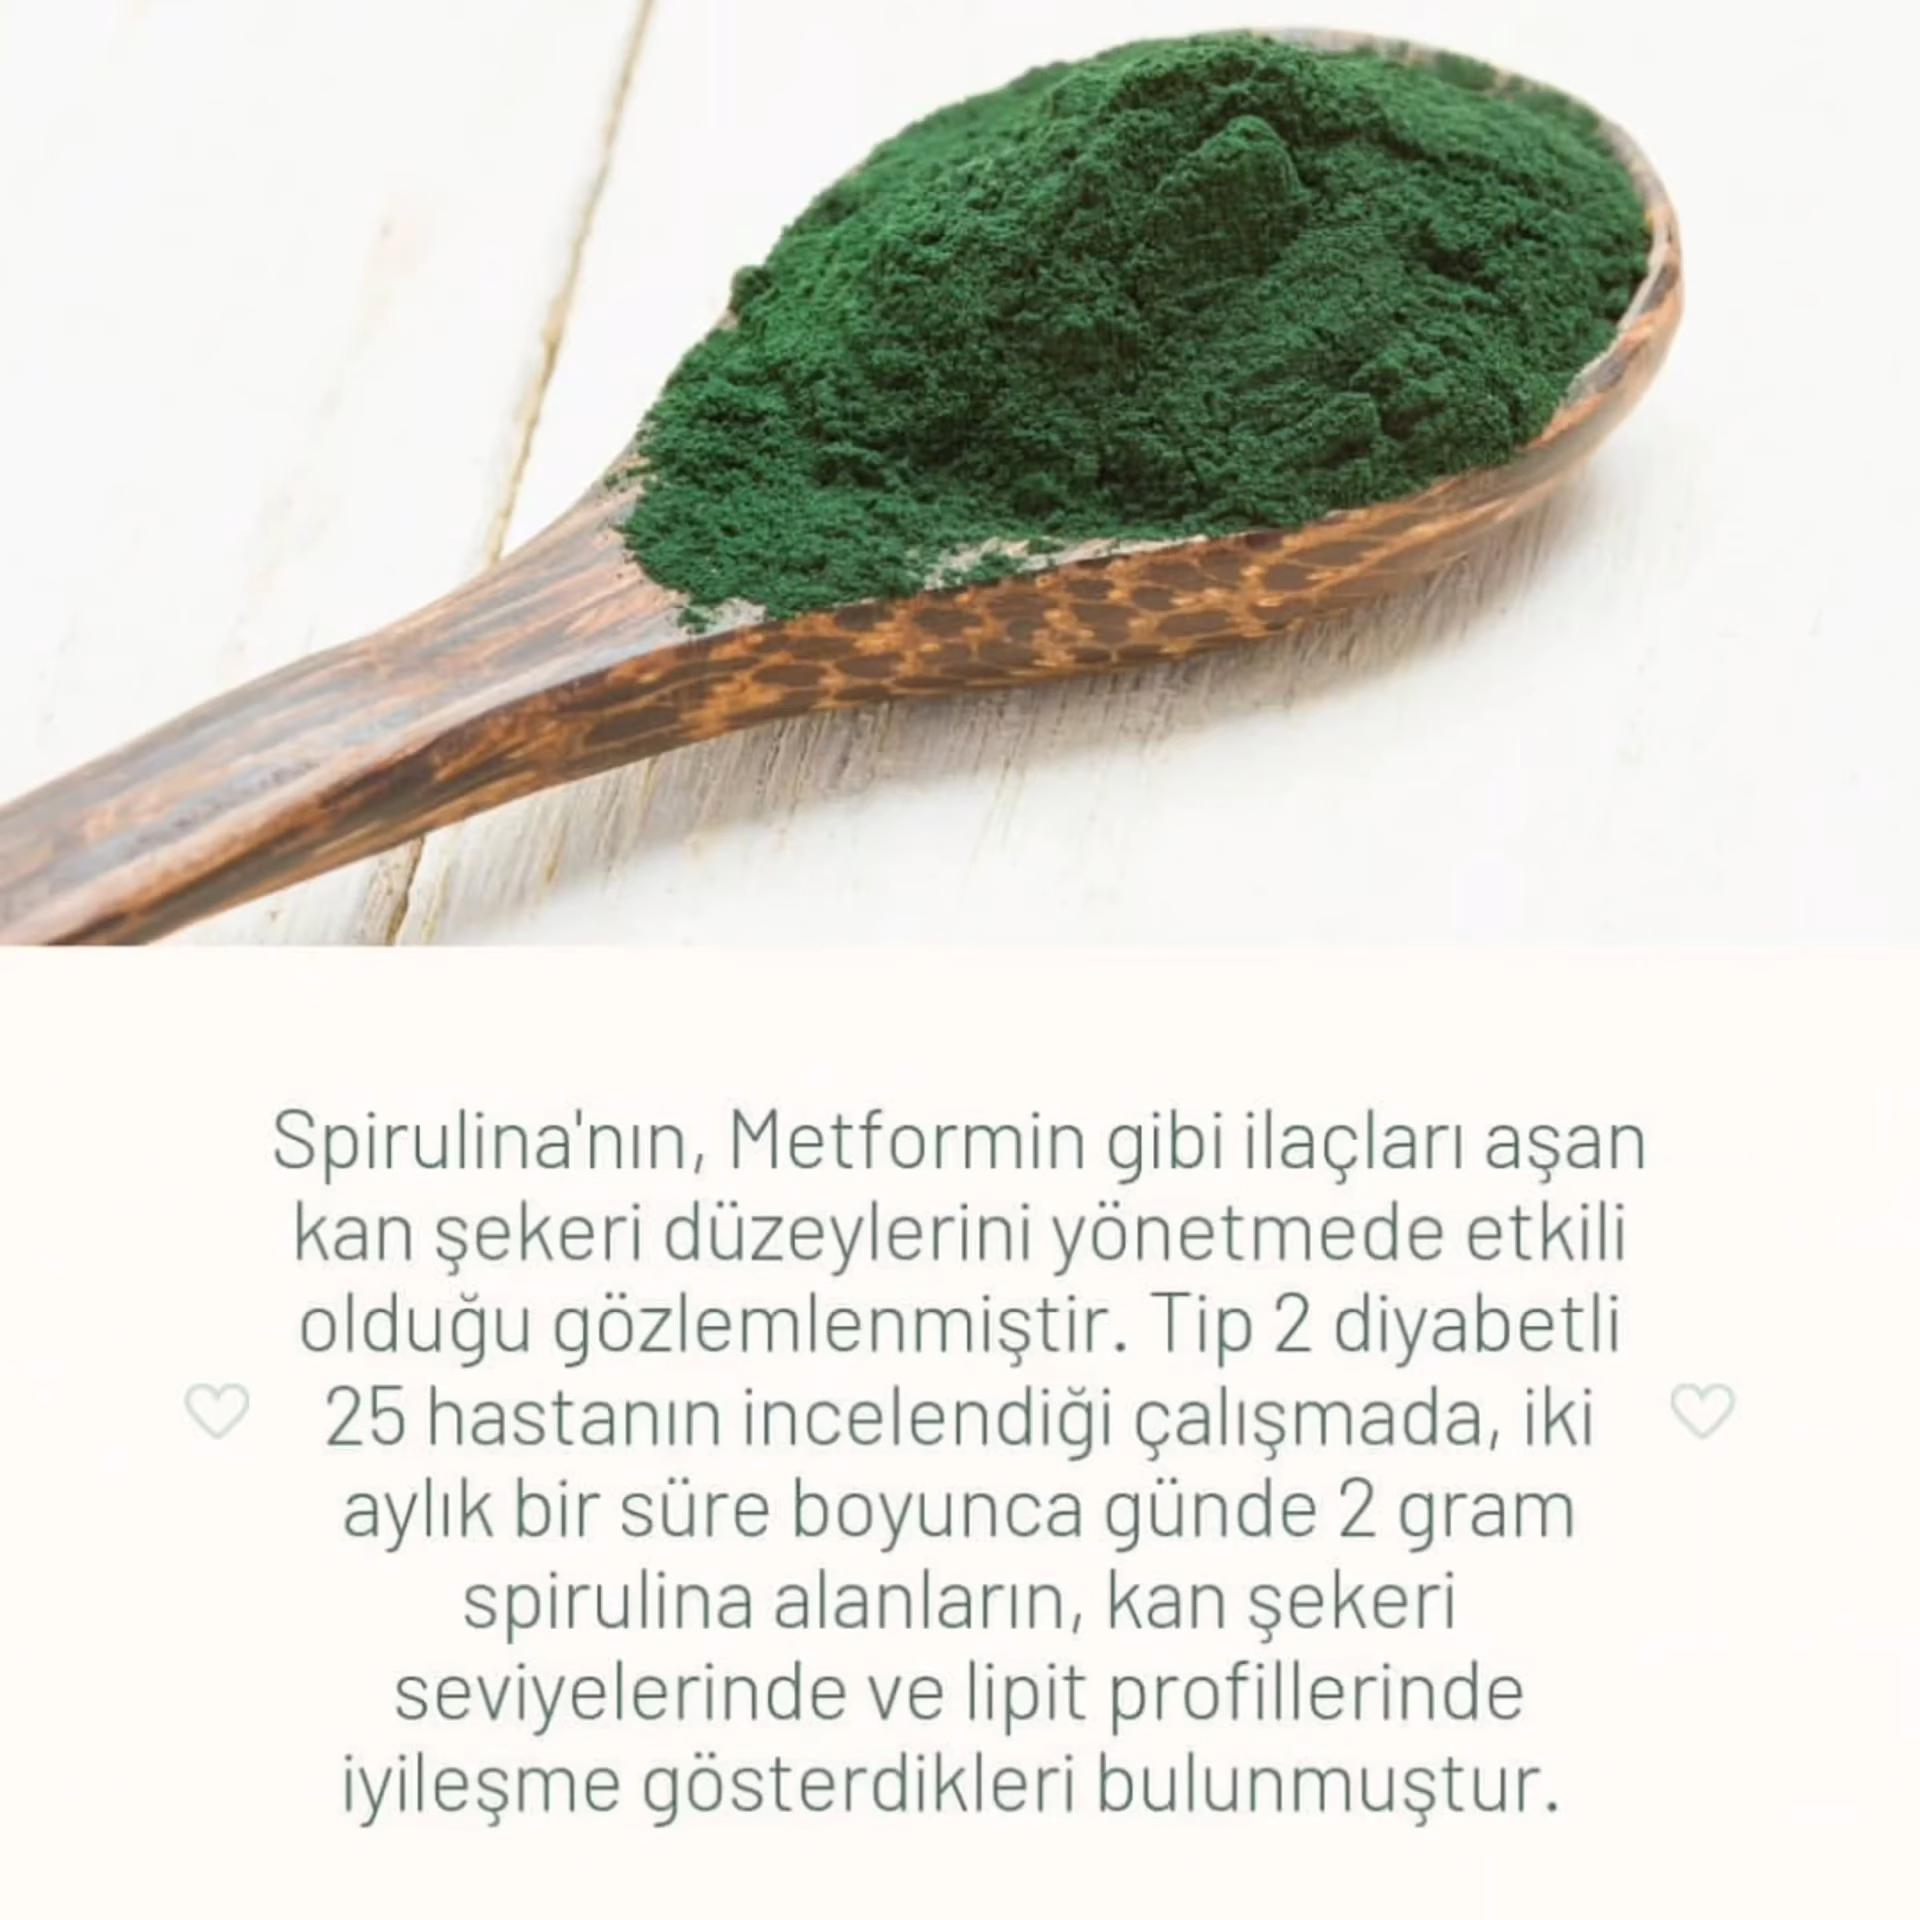 Spirulina'nın, Metformin gibi ilaçları aşan
kan şekeri düzeylerini yönetmede etkili
olduğu gözlemlenmiştir. Tip 2 diyabetli
25 hastanın incelendiği çalışmada, iki
aylık bir süre boyunca günde 2 gram
spirulina alanların, kan şekeri
seviyelerinde ve lipit profillerinde
iyileşme gösterdikleri bulunmuştur.